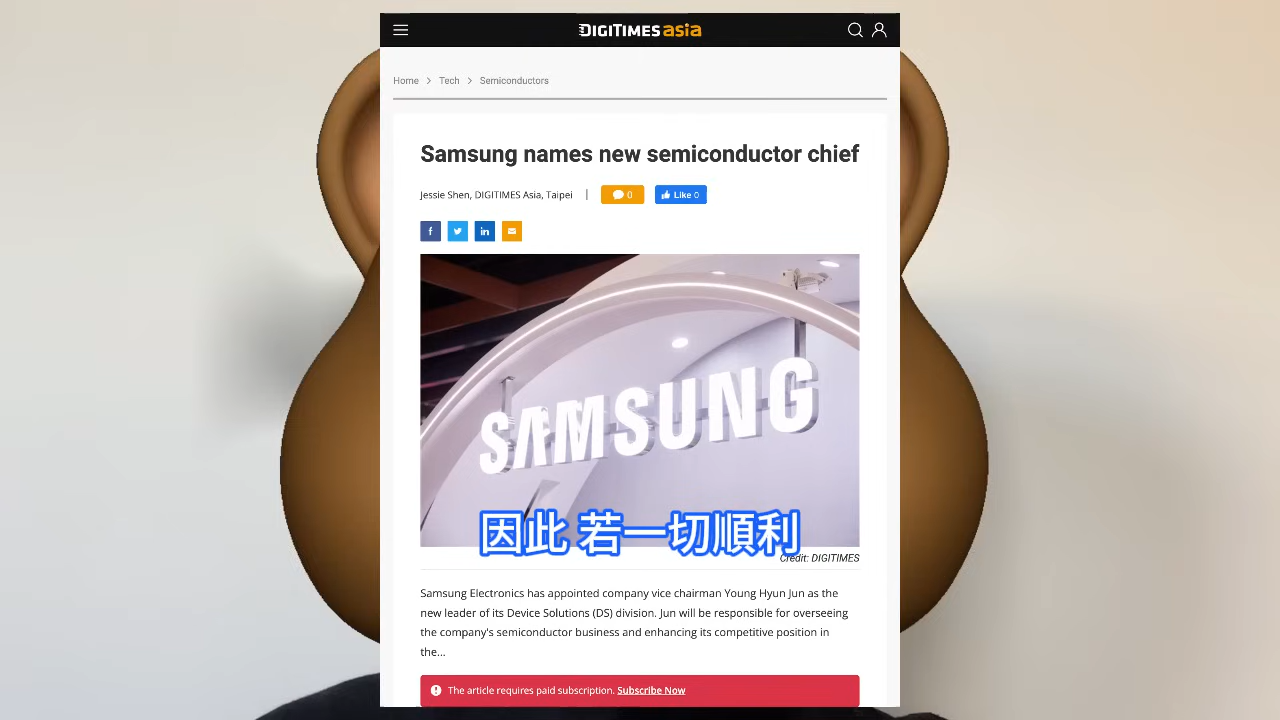 DIGITIMES asia
Home > Tech > Semiconductors
Samsung names new semiconductor chief
Jessie Shen, DIGITIMES Asia, Taipei | 0 Like 0
f in
SAMSUNG
因此 若一切順利
Credit: DIGITIMES
Samsung Electronics has appointed company vice chairman Young Hyun Jun as the
new leader of its Device Solutions (DS) division. Jun will be responsible for overseeing
the company's semiconductor business and enhancing its competitive position in
the...
The article requires paid subscription. Subscribe Now